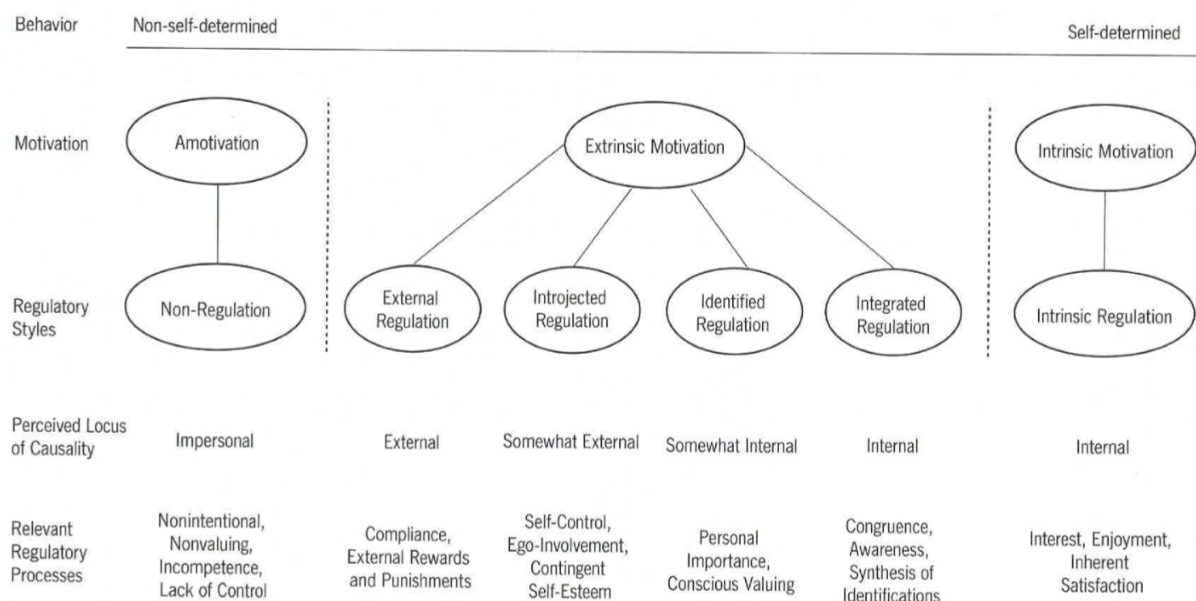 Behavior
Non-self-determined
Self-determined
Motivation
Amotivation
Extrinsic Motivation
Intrinsic Motivation
Regulatory
Styles
Non-Regulation
External
Regulation
Introjected
Regulation
Identified
Regulation
Integrated
Regulation
Intrinsic Regulation
Perceived Locus
of Causality
Impersonal
External
Somewhat External
Somewhat Internal
Internal
Internal
Relevant
Regulatory
Processes
Nonintentional,
Nonvaluing,
Incompetence,
Lack of Control
Compliance,
External Rewards
and Punishments
Self-Control,
Ego-Involvement,
Contingent
Self-Esteem
Personal
Importance,
Conscious Valuing
Congruence,
Awareness,
Synthesis of
Identifications
Interest, Enjoyment,
Inherent
Satisfaction